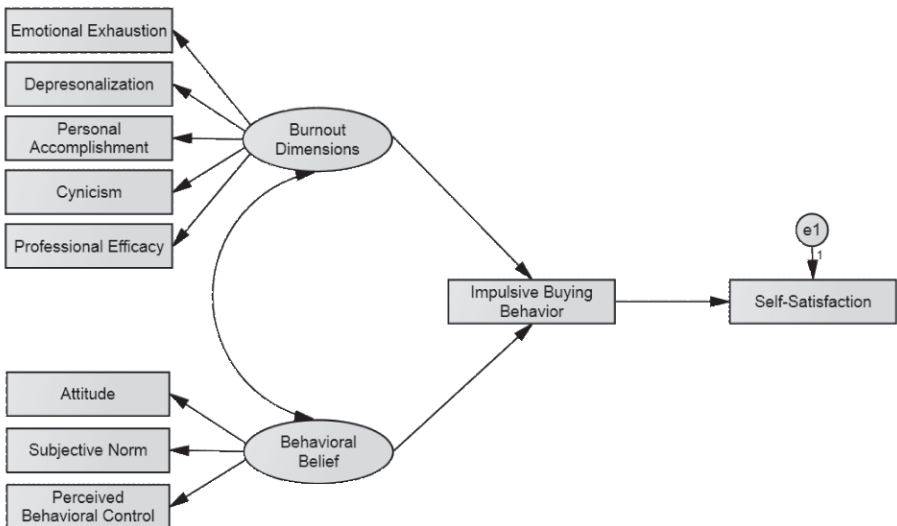 Emotional Exhaustion
Depresonalization
Personal
Accomplishment
Cynicism
Professional Efficacy
Burnout
Dimensions
e1
1
Impulsive Buying
Behavior
Self-Satisfaction
Attitude
Subjective Norm
Perceived
Behavioral Control
Behavioral
Belief